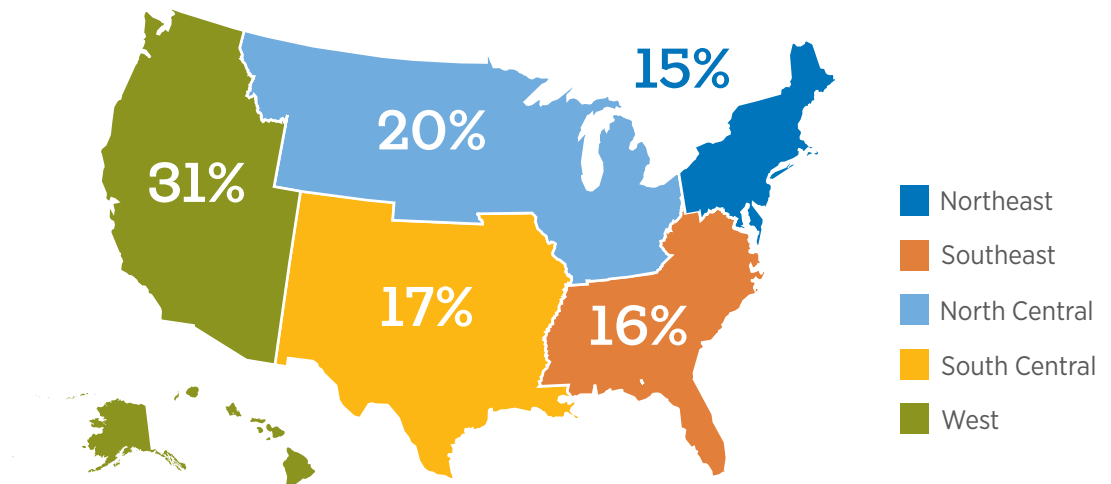 15%
20%
31%
17%
16%
Northeast
Southeast
North Central
South Central
West